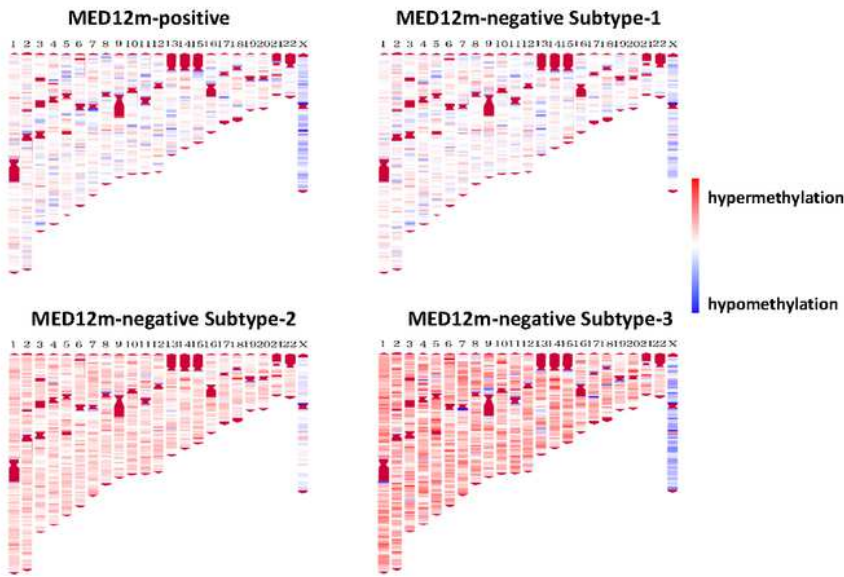 MED12m-positive
1 2 3 4 5 6 7 8 9 10 11 12 13 14 15 16 17 18 19 20 21 22 X
MED12m-negative Subtype-1
1 2 3 4 5 6 7 8 9 10 11 12 13 14 15 16 17 18 19 20 21 22 X
hypermethylation
hypomethylation
MED12m-negative Subtype-2
1 2 3 4 5 6 7 8 9 10 11 12 13 14 15 16 17 18 19 20 21 22 X
MED12m-negative Subtype-3
1 2 3 4 5 6 7 8 9 10 11 12 13 14 15 16 17 18 19 20 21 22 X